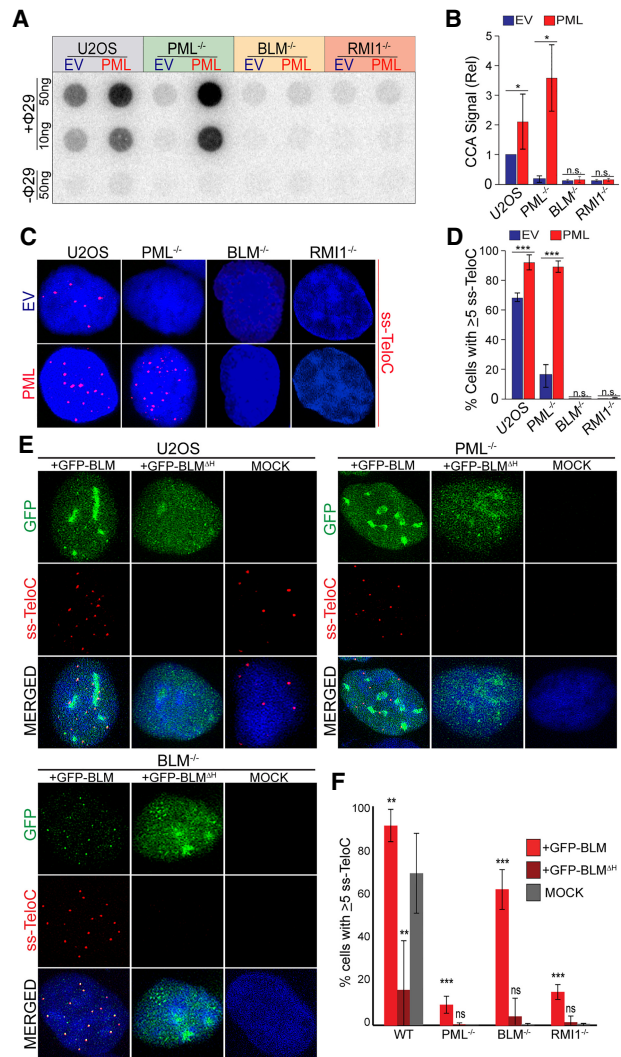 A
U2OS PML-/- BLM-/- RMI1-/-
EV PML EV PML EV PML EV PML
+Φ29
50ng
10ng
-Φ29
50ng
B
EV PML
CCA Signal (Rel)
5
4
3
2
1
0
* * n.s. n.s.
U2OS PML-/- BLM-/- RMI1-/-
C
U2OS PML-/- BLM-/- RMI1-/-
EV
PML
ss-TeloC
D
EV PML
% Cells with ≥5 ss-TeloC
100
80
60
40
20
0
*** *** n.s. n.s.
U2OS PML-/- BLM-/- RMI1-/-
E
U2OS
+GFP-BLM +GFP-BLMΔH MOCK
GFP
ss-TeloC
MERGED
PML-/-
+GFP-BLM +GFP-BLMΔH MOCK
GFP
ss-TeloC
MERGED
BLM-/-
+GFP-BLM +GFP-BLMΔH MOCK
GFP
ss-TeloC
MERGED
F
% cells with ≥5 ss-TeloC
100
80
60
40
20
0
** ** *** ns *** ns *** ns
+GFP-BLM
+GFP-BLMΔH
MOCK
WT PML-/- BLM-/- RMI1-/-